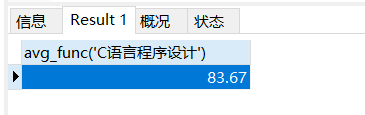 信息 Result 1 概况 状态
avg_func('C语言程序设计')
83.67